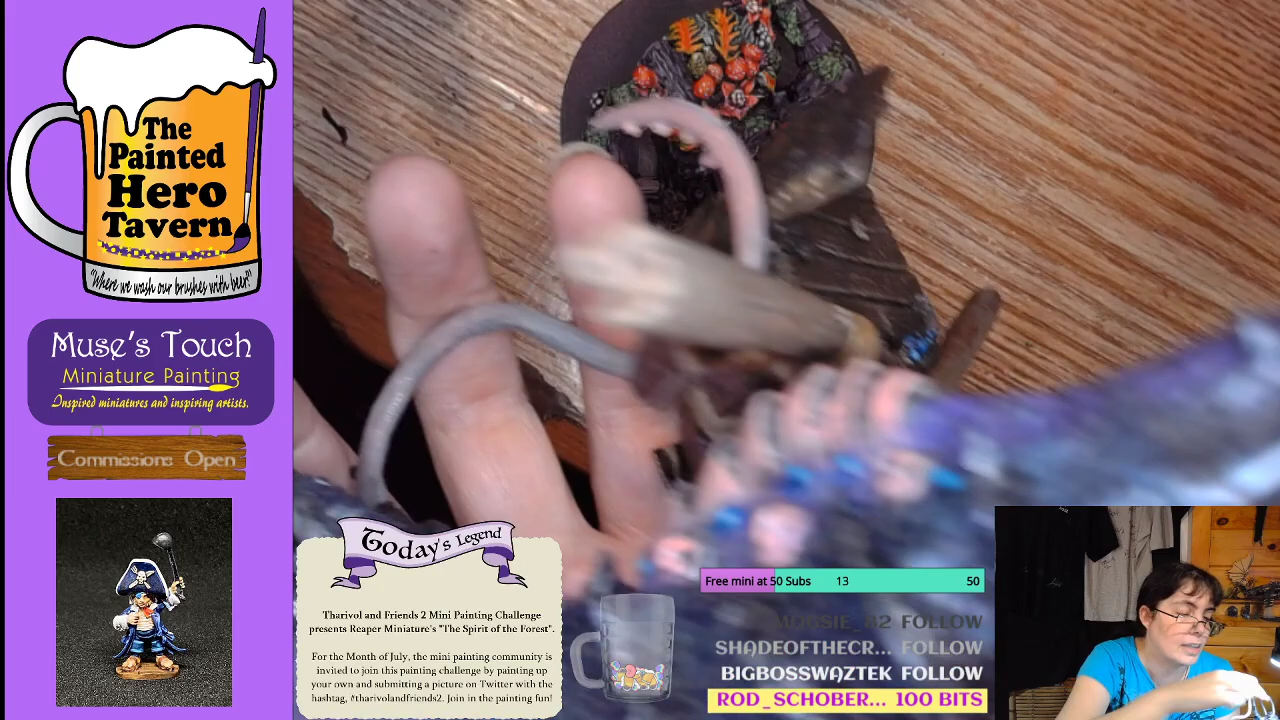 The
Painted
Hero
Tavern
"Where we wash our brushes with beer!"
Muse's Touch
Miniature Painting
Inspired miniatures and inspiring artists.
Commissions Open
Today's Legend
Tharivol and Friends 2 Mini Painting Challenge
presents Reaper Miniature's "The Spirit of the Forest".
For the Month of July, the mini painting community is
invited to join this painting challenge by painting up
your own and submitting a picture on Twitter with the
hashtag, #tharivolandfriends2. Join in the painting fun!
Free mini at 50 Subs 13 50
FOLLOW
SHADEOFTHECR... FOLLOW
BIGBOSSWAZTEK FOLLOW
ROD_SCHOBER... 100 BITS